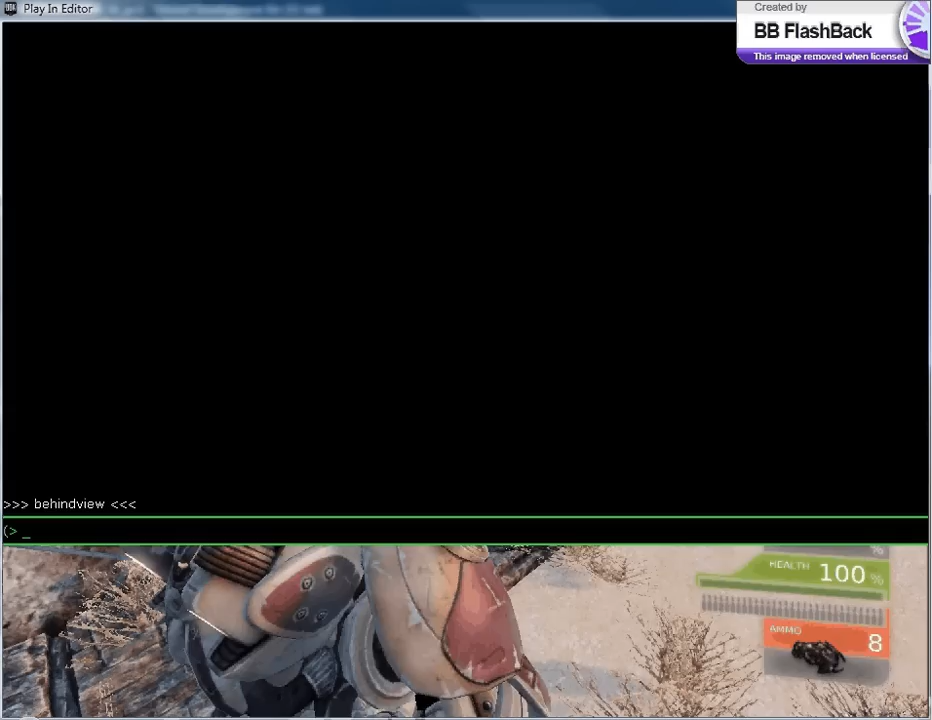 Play In Editor
Created by
BB FlashBack
This image removed when licensed
>>> behindview <<<
(> _
%
HEALTH 100 %
AMMO
8